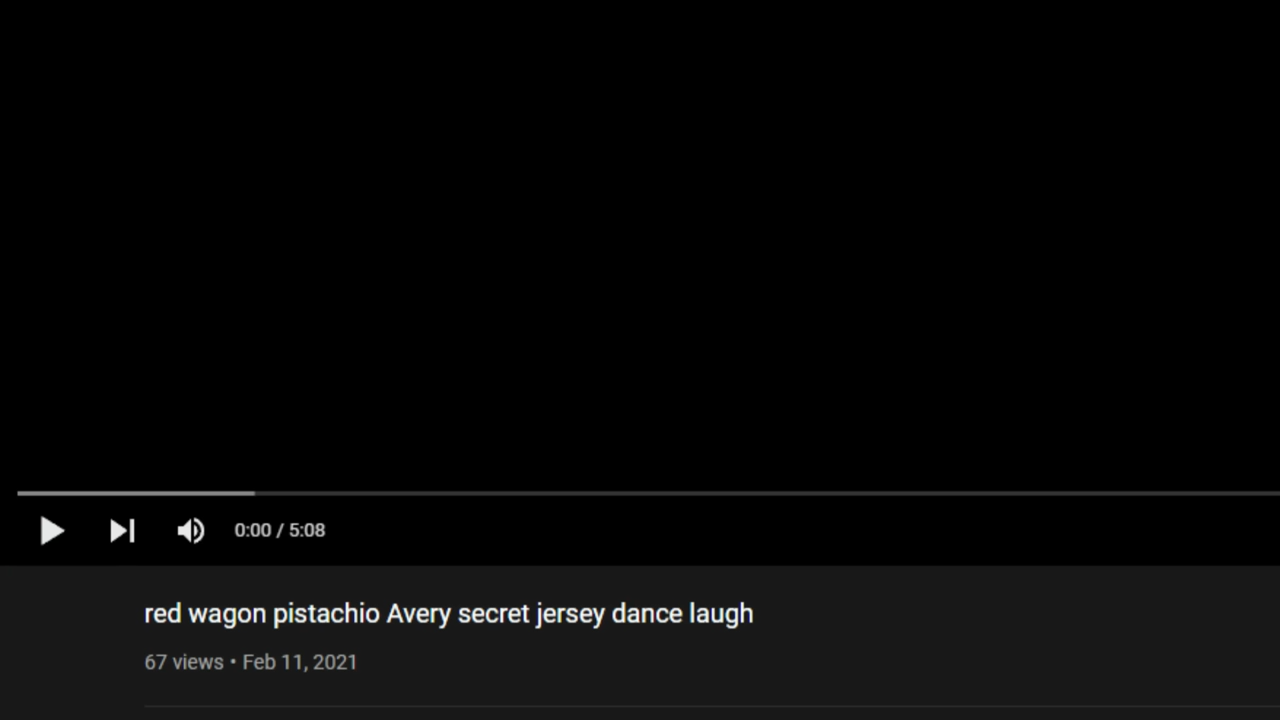 0:00 / 5:08
red wagon pistachio Avery secret jersey dance laugh
67 views • Feb 11, 2021